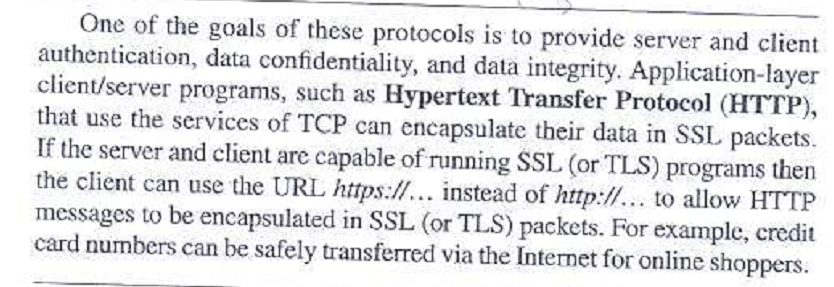 One of the goals of these protocols is to provide server and client
authentication, data confidentiality, and data integrity. Application-layer
client/server programs, such as Hypertext Transfer Protocol (HTTP),
that use the services of TCP can encapsulate their data in SSL packets.
If the server and client are capable of running SSL (or TLS) programs then
the client can use the URL https://... instead of http://... to allow HTTP
messages to be encapsulated in SSL (or TLS) packets. For example, credit
card numbers can be safely transferred via the Internet for online shoppers.